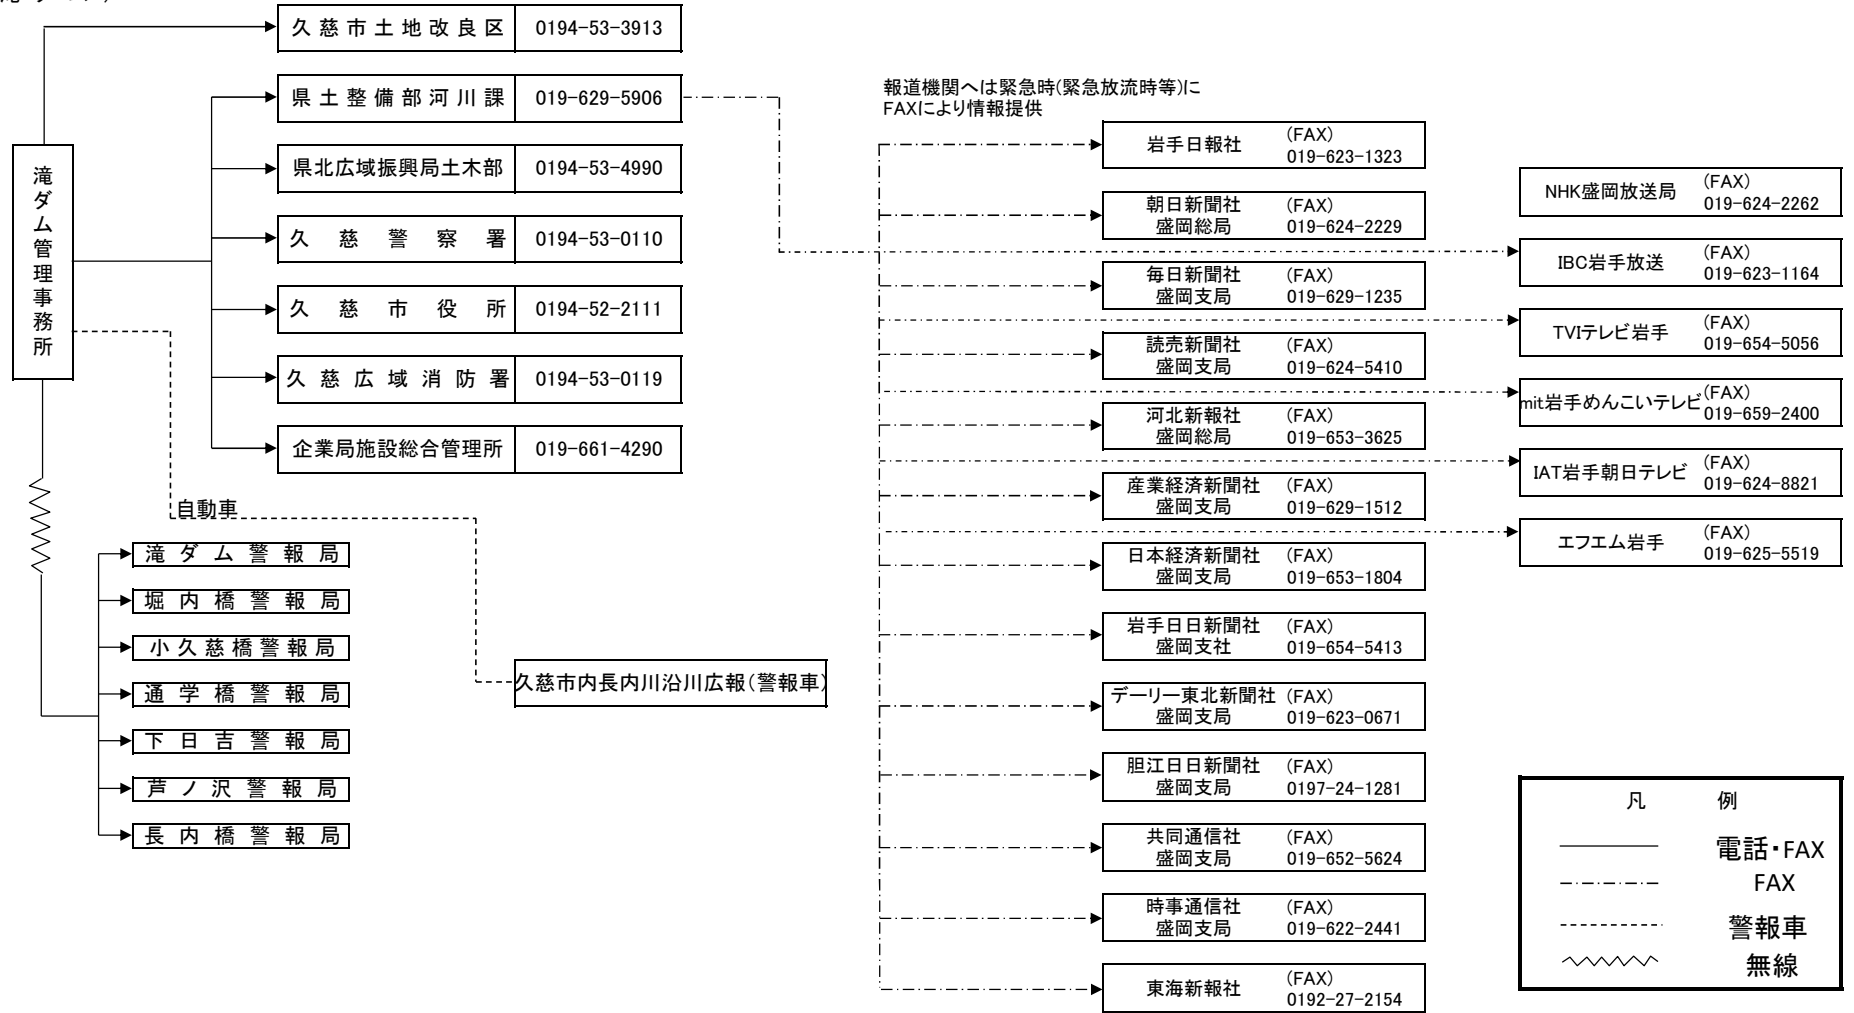 久慈市土地改良区 0194-53-3913
県土整備部河川課 019-629-5906
県北広域振興局土木部 0194-53-4990
久慈警察署 0194-53-0110
久慈市役所 0194-52-2111
久慈広域消防署 0194-53-0119
企業局施設総合管理所 019-661-4290
滝ダム管理事務所
自動車
滝ダム警報局
堀内橋警報局
小久慈橋警報局
通学橋警報局
下日吉警報局
芦ノ沢警報局
長内橋警報局
久慈市内長内川沿川広報(警報車)
報道機関へは緊急時(緊急放流時等)に
FAXにより情報提供
岩手日報社 (FAX)
019-623-1323
朝日新聞社 (FAX)
盛岡総局 019-624-2229
毎日新聞社 (FAX)
盛岡支局 019-629-1235
読売新聞社 (FAX)
盛岡支局 019-624-5410
河北新報社 (FAX)
盛岡総局 019-653-3625
産業経済新聞社 (FAX)
盛岡支局 019-629-1512
日本経済新聞社 (FAX)
盛岡支局 019-653-1804
岩手日日新聞社 (FAX)
盛岡支社 019-654-5413
デーリー東北新聞社 (FAX)
盛岡支局 019-623-0671
胆江日日新聞社 (FAX)
盛岡支局 0197-24-1281
共同通信社 (FAX)
盛岡支局 019-652-5624
時事通信社 (FAX)
盛岡支局 019-622-2441
東海新報社 (FAX)
0192-27-2154
NHK盛岡放送局 (FAX)
019-624-2262
IBC岩手放送 (FAX)
019-623-1164
TVIテレビ岩手 (FAX)
019-654-5056
mit岩手めんこいテレビ (FAX)
019-659-2400
IAT岩手朝日テレビ (FAX)
019-624-8821
エフエム岩手 (FAX)
019-625-5519
凡例
電話・FAX
FAX
警報車
無線